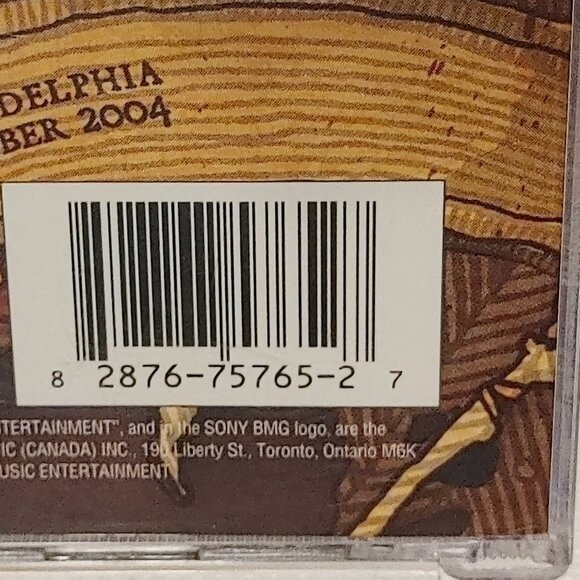 DELPHIA
BER 2004
8 2876-75765-2 7
NTERTAINMENT", and in the SONY BMG logo, are the
IC (CANADA) INC., 190 Liberty St., Toronto, Ontario M6K
USIC ENTERTAINMENT